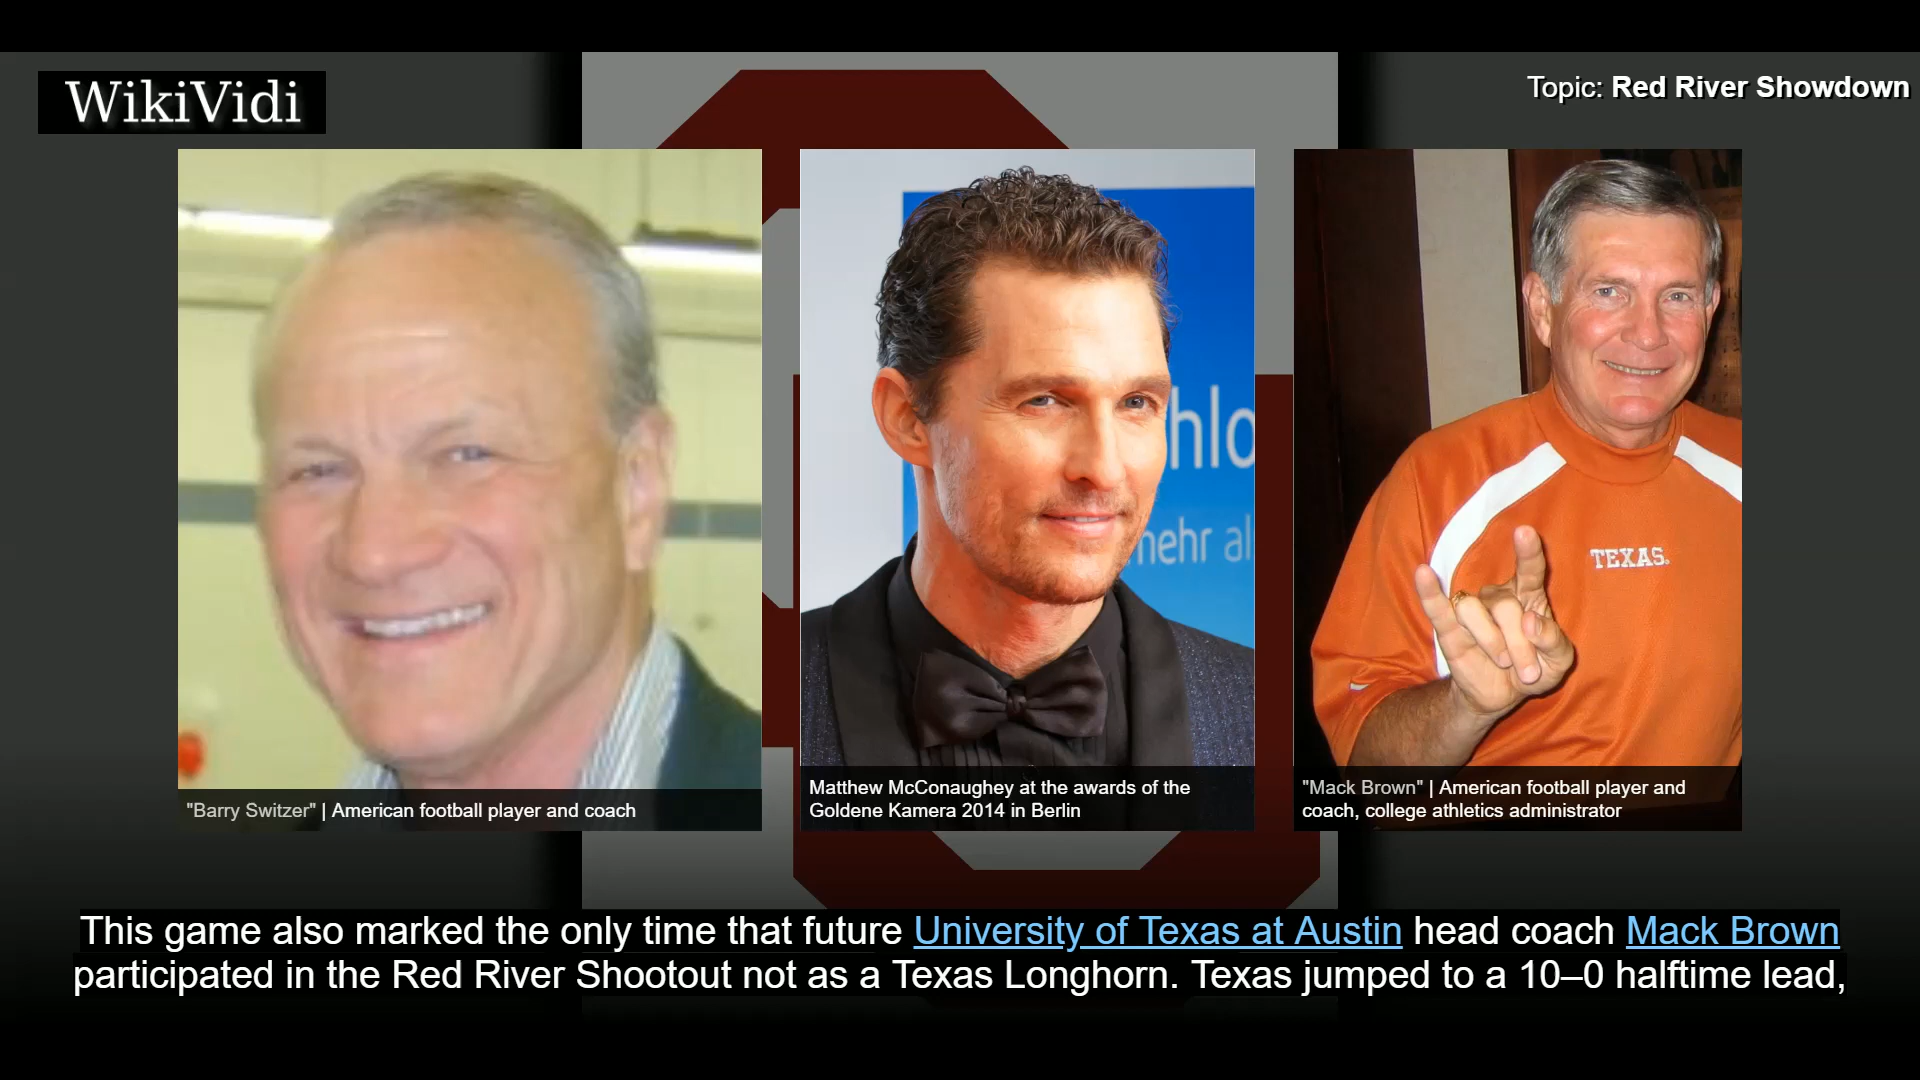 WikiVidi
Topic: Red River Showdown
hlo
mehr al
TEXAS.
"Barry Switzer" | American football player and coach
Matthew McConaughey at the awards of the
Goldene Kamera 2014 in Berlin
"Mack Brown" | American football player and
coach, college athletics administrator
This game also marked the only time that future University of Texas at Austin head coach Mack Brown
participated in the Red River Shootout not as a Texas Longhorn. Texas jumped to a 10–0 halftime lead,